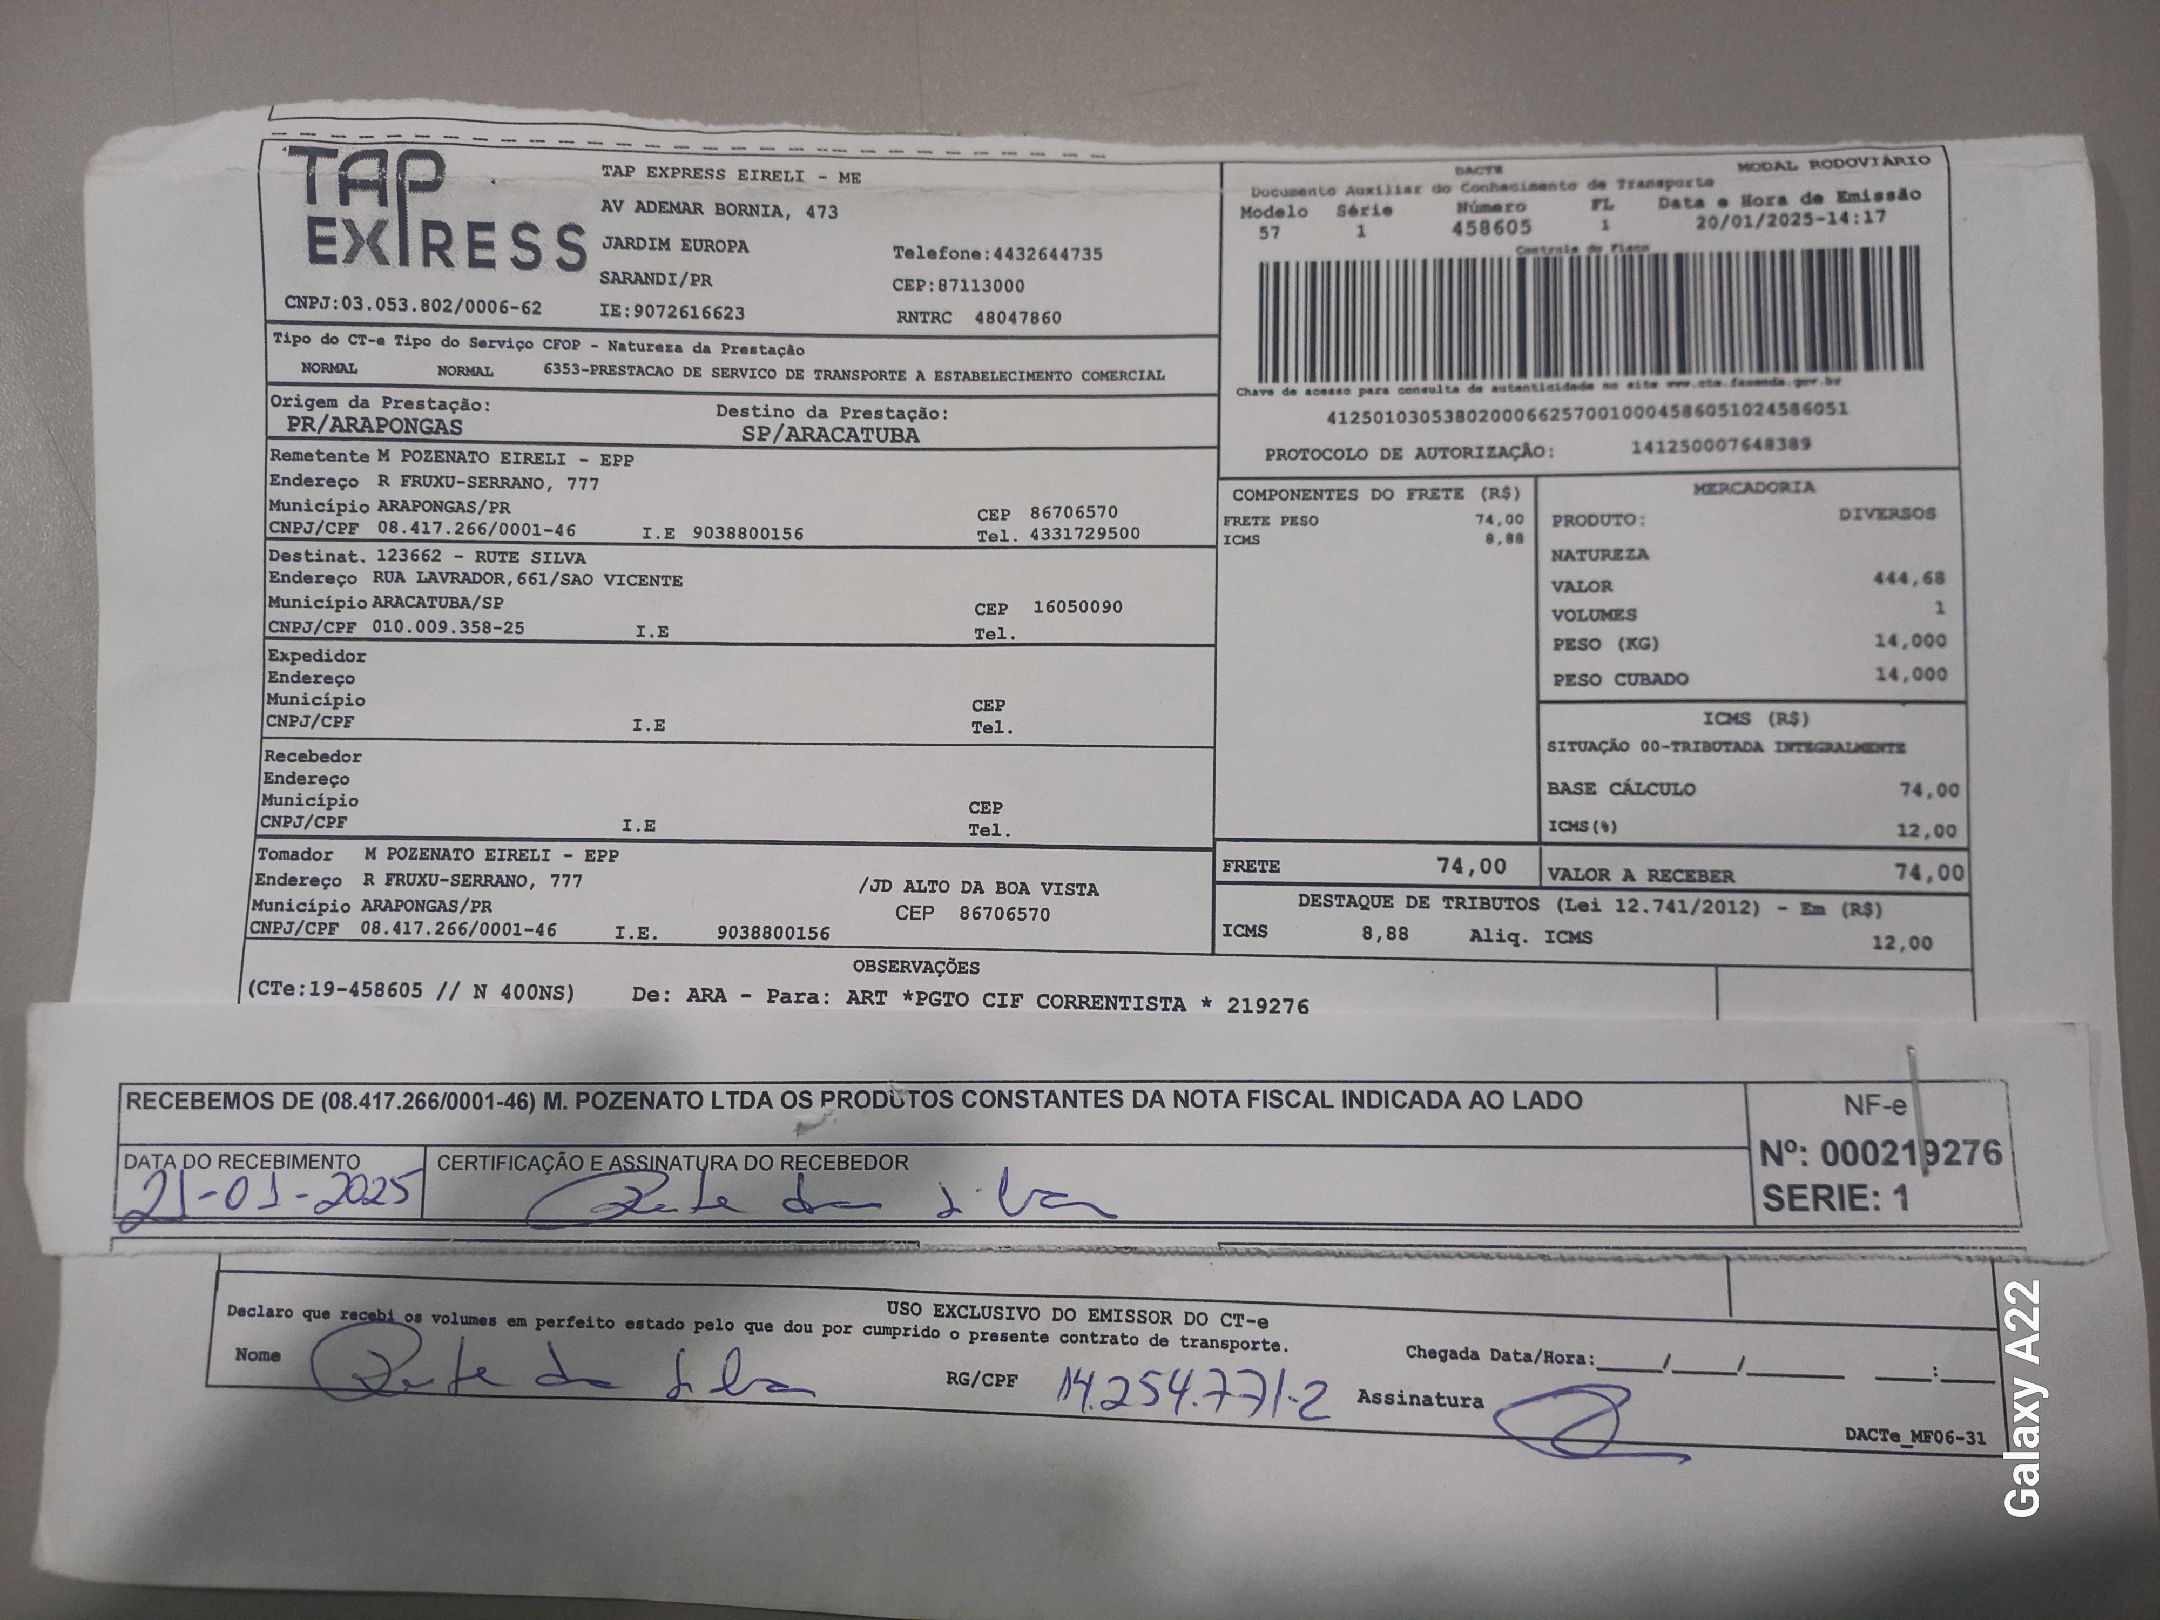 TAP EXPRESS
TAP EXPRESS EIRELI - ME
AV ADEMAR BORNIA, 473
JARDIM EUROPA
Telefone:4432644735
SARANDI/PR
CEP:87113000
CNPJ:03.053.802/0006-62
IE:9072616623
RNTRC 48047860
DACTE
MODAL RODOVIÁRIO
Documento Auxiliar do Conhecimento de Transporte
Modelo Série Número FL Data e Hora de Emissão
57 1 458605 1 20/01/2025-14:17
Controle do Fisco
Chave de acesso para consulta de autenticidade no site www.cte.fazenda.gov.br
41250103053802000662570010004586051024586051
PROTOCOLO DE AUTORIZAÇÃO: 141250007648389
Tipo do CT-e Tipo do Serviço CFOP - Natureza da Prestação
NORMAL NORMAL 6353-PRESTACAO DE SERVICO DE TRANSPORTE A ESTABELECIMENTO COMERCIAL
Origem da Prestação: Destino da Prestação:
PR/ARAPONGAS SP/ARACATUBA
Remetente M POZENATO EIRELI - EPP
Endereço R FRUXU-SERRANO, 777
Município ARAPONGAS/PR CEP 86706570
CNPJ/CPF 08.417.266/0001-46 I.E 9038800156 Tel. 4331729500
Destinat. 123662 - RUTE SILVA
Endereço RUA LAVRADOR,661/SAO VICENTE
Município ARACATUBA/SP CEP 16050090
CNPJ/CPF 010.009.358-25 I.E Tel.
Expedidor
Endereço
Município CEP
CNPJ/CPF I.E Tel.
Recebedor
Endereço
Município CEP
CNPJ/CPF I.E Tel.
Tomador M POZENATO EIRELI - EPP
Endereço R FRUXU-SERRANO, 777 /JD ALTO DA BOA VISTA
Município ARAPONGAS/PR CEP 86706570
CNPJ/CPF 08.417.266/0001-46 I.E. 9038800156
COMPONENTES DO FRETE (R$)
FRETE PESO 74,00
ICMS 8,88
MERCADORIA
PRODUTO: DIVERSOS
NATUREZA
VALOR 444,68
VOLUMES 1
PESO (KG) 14,000
PESO CUBADO 14,000
ICMS (R$)
SITUAÇÃO 00-TRIBUTADA INTEGRALMENTE
BASE CÁLCULO 74,00
ICMS(%) 12,00
FRETE 74,00
VALOR A RECEBER 74,00
DESTAQUE DE TRIBUTOS (Lei 12.741/2012) - Em (R$)
ICMS 8,88 Aliq. ICMS 12,00
OBSERVAÇÕES
(CTe:19-458605 // N 400NS) De: ARA - Para: ART *PGTO CIF CORRENTISTA * 219276
RECEBEMOS DE (08.417.266/0001-46) M. POZENATO LTDA OS PRODUTOS CONSTANTES DA NOTA FISCAL INDICADA AO LADO
NF-e
Nº: 000219276
SERIE: 1
DATA DO RECEBIMENTO
21-01-2025
CERTIFICAÇÃO E ASSINATURA DO RECEBEDOR
Rute da Silva
USO EXCLUSIVO DO EMISSOR DO CT-e
Declaro que recebi os volumes em perfeito estado pelo que dou por cumprido o presente contrato de transporte.
Nome Rute da Silva RG/CPF 14.254.771-2 Assinatura
Chegada Data/Hora:____/____/______ ____:____
DACTe_MF06-31
Galaxy A22